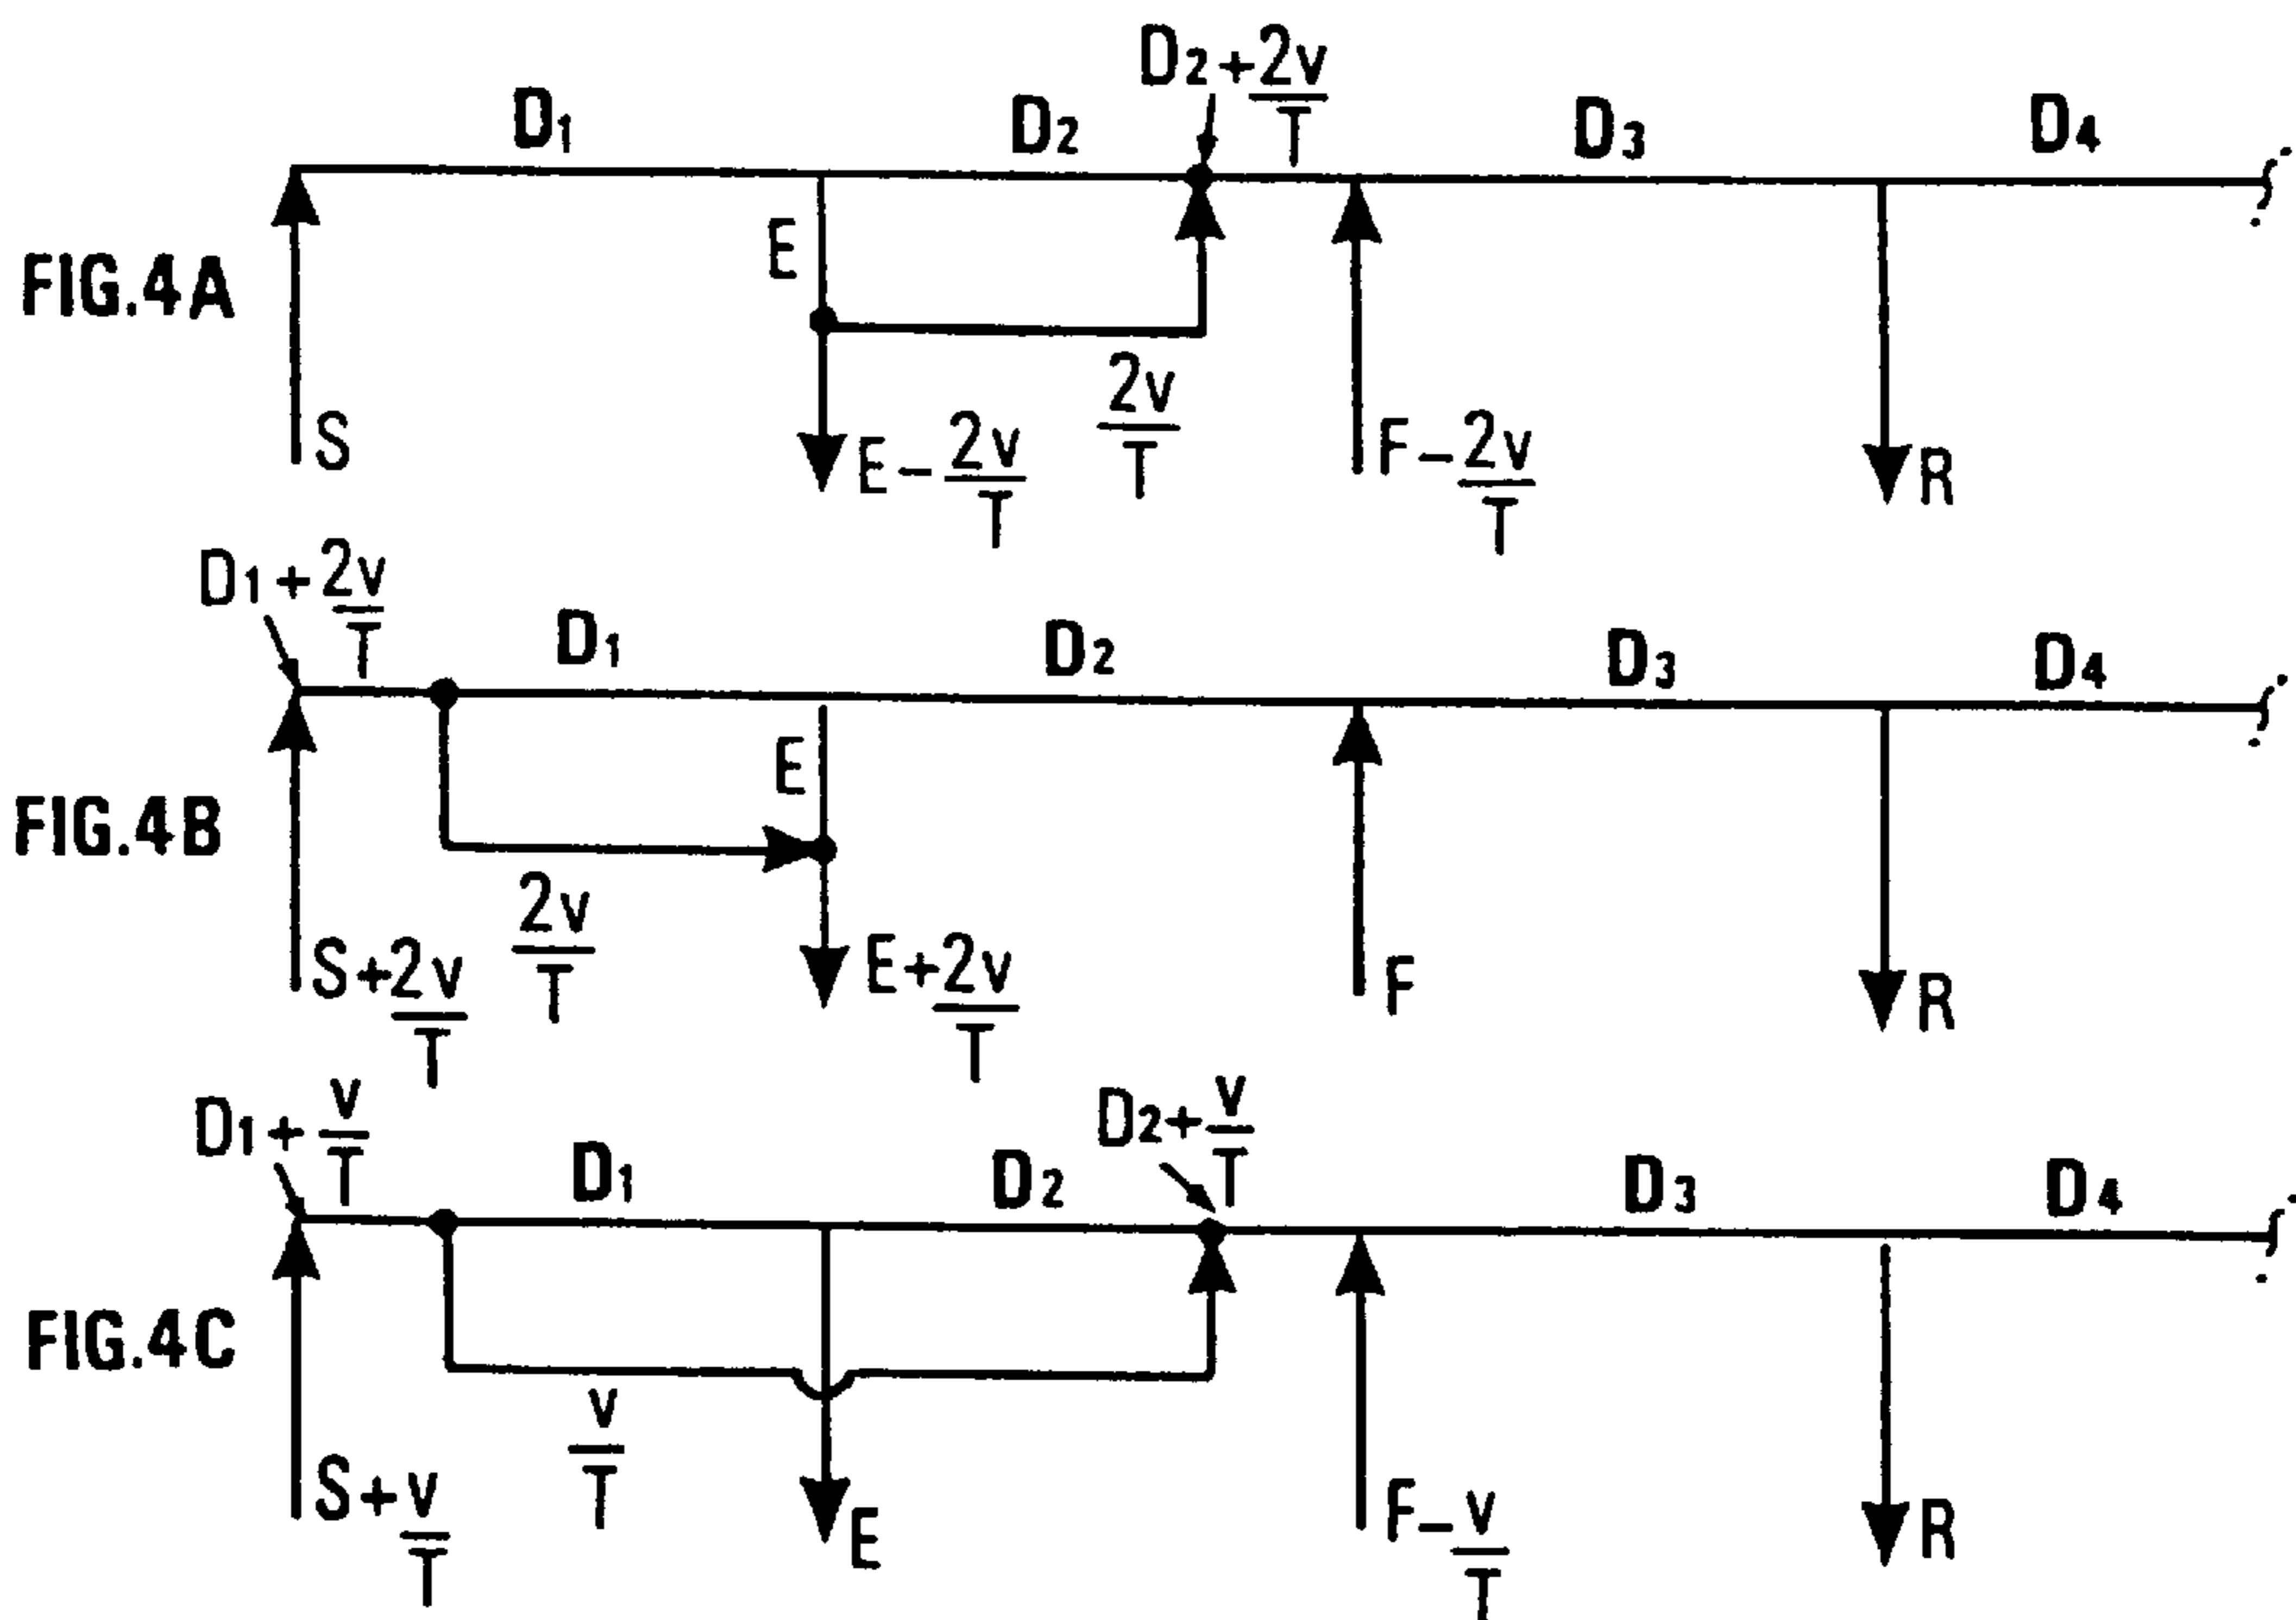 D1 D2 D2+2v/T D3 D4
E
FIG.4A
S E-2v/T 2v/T F-2v/T R
D1+2v/T D1 D2 D3 D4
E
FIG.4B
S+2v/T 2v/T E+2v/T F R
D1+v/T D1 D2 D2+v/T D3 D4
FIG.4C
S+v/T v/T E F-v/T R